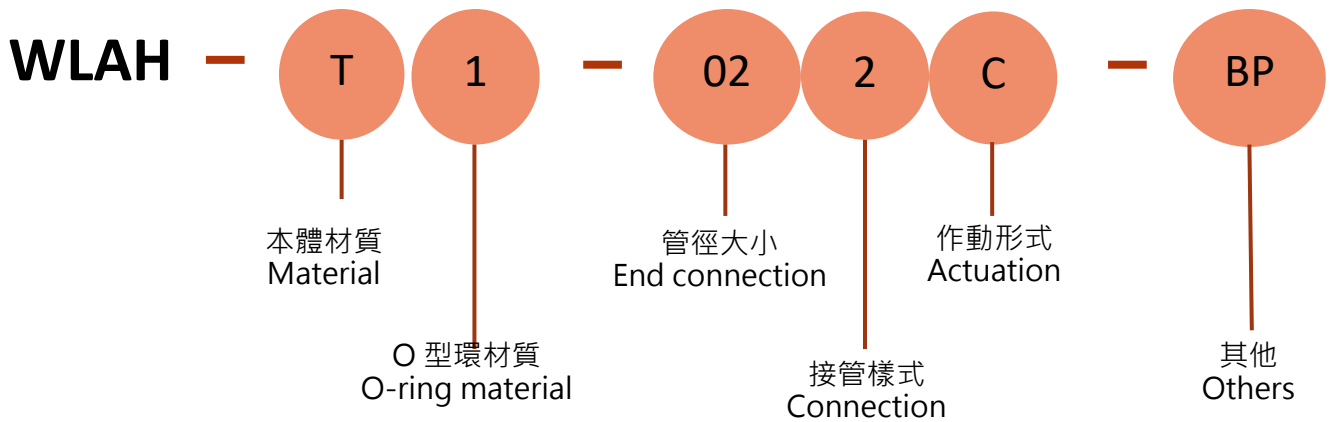 WLAH – T 1 – 02 2 C – BP
本體材質
Material
O 型環材質
O-ring material
管徑大小
End connection
接管樣式
Connection
作動形式
Actuation
其他
Others